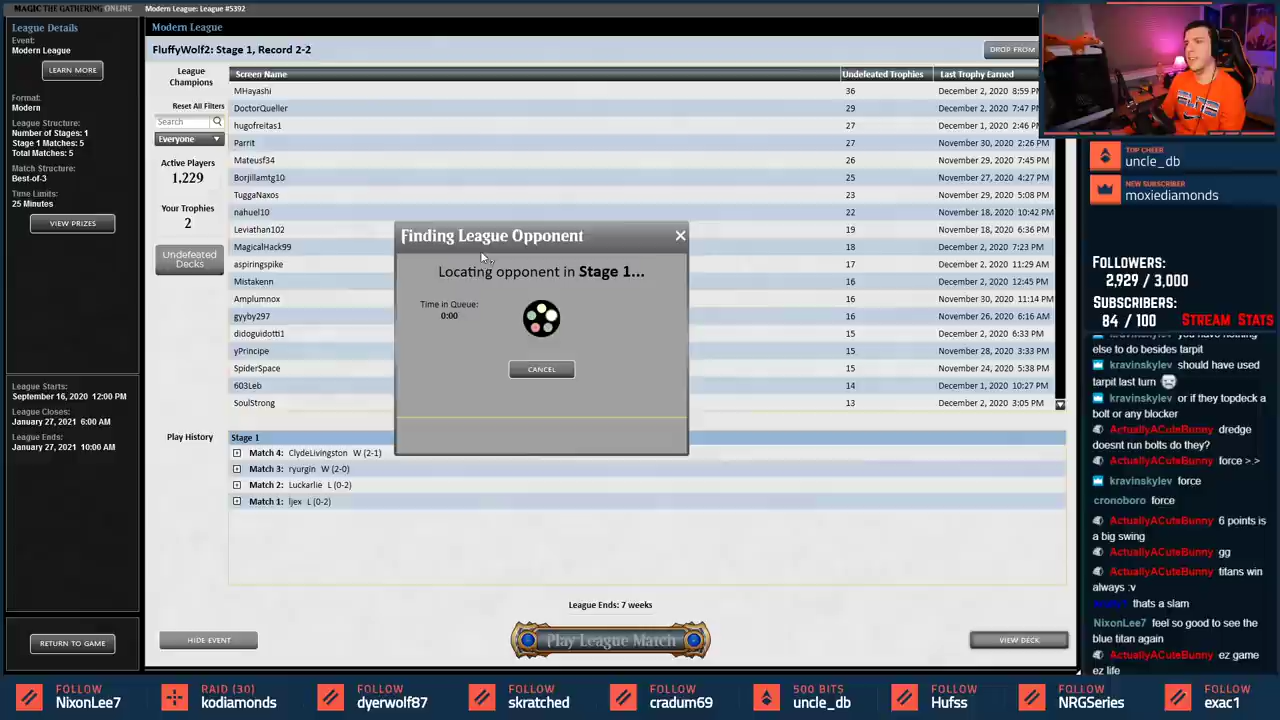 MAGIC THE GATHERING ONLINE
Modern League: League #5392
League Details
Event:
Modern League
LEARN MORE
Format:
Modern
League Structure:
Number of Stages: 1
Stage 1 Matches: 5
Total Matches: 5
Match Structure:
Best-of-3
Time Limits:
25 Minutes
VIEW PRIZES
League Starts:
September 16, 2020 12:00 PM
League Closes:
January 27, 2021 6:00 AM
League Ends:
January 27, 2021 10:00 AM
RETURN TO GAME
Modern League
FluffyWolf2: Stage 1, Record 2-2
DROP FROM
League
Champions
Reset All Filters
Search
Everyone
Active Players
1,229
Your Trophies
2
Undefeated
Decks
Screen Name Undefeated Trophies Last Trophy Earned
MHayashi 36 December 2, 2020 8:59 PM
DoctorQueller 29 December 2, 2020 7:47 PM
hugofreitas1 27 December 1, 2020 2:46 PM
Parrit 27 November 30, 2020 2:26 PM
Mateusf34 26 November 29, 2020 7:45 PM
Borjillamtg10 25 November 27, 2020 4:27 PM
TuggaNaxos 23 November 29, 2020 5:08 PM
nahuel10 22 November 18, 2020 10:42 PM
Leviathan102 19 November 18, 2020 6:39 PM
MagicalHack99 18 December 2, 2020 7:23 PM
aspiringspike 17 December 2, 2020 11:29 AM
Mistakenn 16 December 2, 2020 12:45 PM
Amplumnox 16 November 30, 2020 11:14 PM
gyyby297 16 November 26, 2020 6:16 AM
didoguidotti1 15 December 2, 2020 6:33 PM
yPrincipe 15 November 28, 2020 3:33 PM
SpiderSpace 15 November 24, 2020 5:38 PM
603Leb 14 December 1, 2020 10:27 PM
SoulStrong 13 December 2, 2020 3:05 PM
Finding League Opponent
Locating opponent in Stage 1...
Time in Queue:
0:00
CANCEL
Play History
Stage 1
Match 4: ClydeLivingston W (2-1)
Match 3: ryurgin W (2-0)
Match 2: Luckarlie L (0-2)
Match 1: ljex L (0-2)
League Ends: 7 weeks
HIDE EVENT
Play League Match
VIEW DECK
TOP CHEER
uncle_db
NEW SUBSCRIBER
moxiediamonds
FOLLOWERS:
2,929 / 3,000
SUBSCRIBERS:
84 / 100 STREAM STATS
kravinskylev you have nothing
else to do besides tarpit
kravinskylev should have used
tarpit last turn
kravinskylev or if they topdeck a
bolt or any blocker
ActuallyACuteBunny dredge
doesnt run bolts do they?
ActuallyACuteBunny force >.>
kravinskylev force
cronoboro force
ActuallyACuteBunny 6 points is
a big swing
ActuallyACuteBunny gg
ActuallyACuteBunny titans win
always :v
thats a slam
NixonLee7 feel so good to see the
blue titan again
ActuallyACuteBunny ez game
ez life
FOLLOW
NixonLee7
RAID (30)
kodiamonds
FOLLOW
dyerwolf87
FOLLOW
skratched
FOLLOW
cradum69
500 BITS
uncle_db
FOLLOW
Hufss
FOLLOW
NRGSeries
FOLLOW
exac1